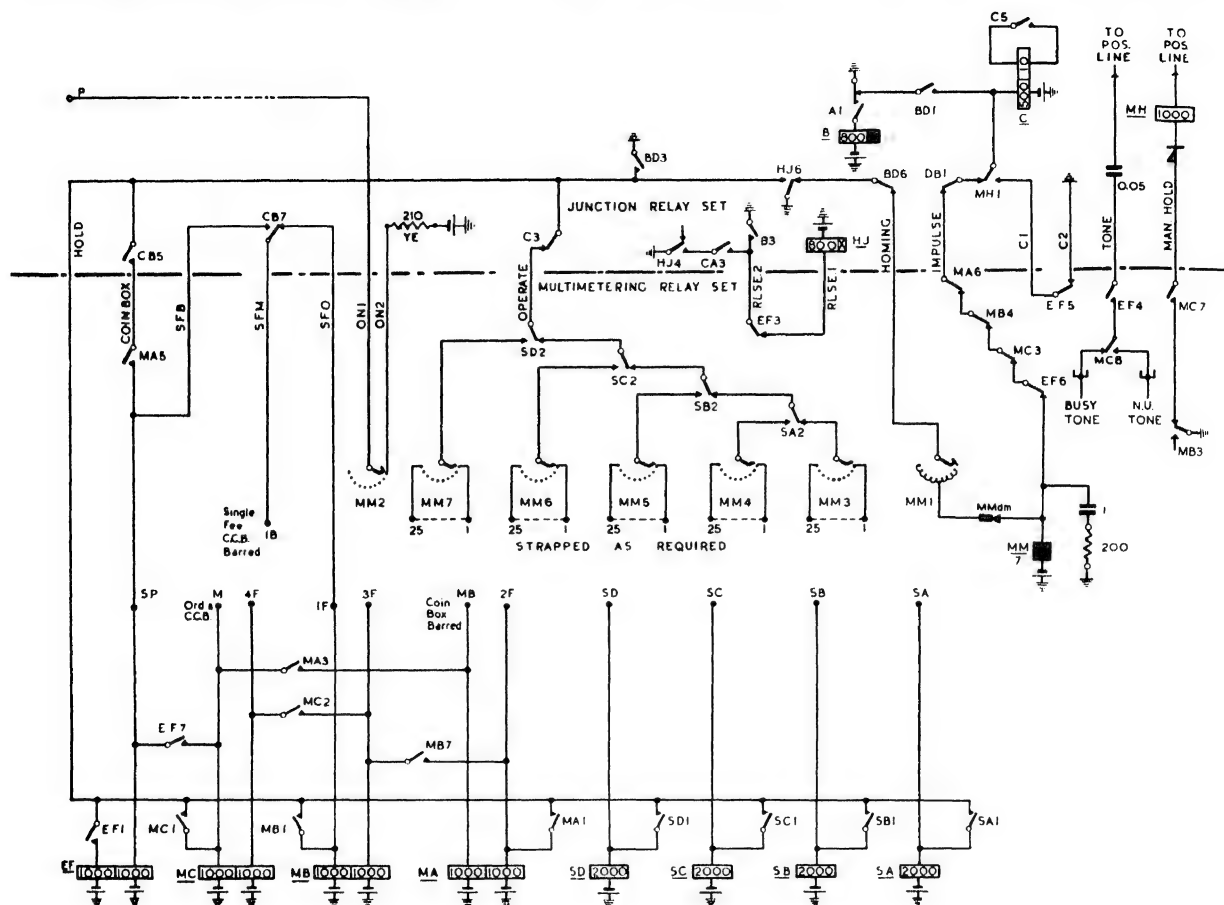 C5
TO POS. LINE
TO POS. LINE
P
A1
BD1
C
MH
1000
B
800
BD3
0.05
HJ6
BD6
DB1
MH1
210
YE
JUNCTION RELAY SET
HOLD
CB7
CB5
C3
B3
800
HJ
HJ4
CA3
HOMING
IMPULSE
C1
C2
TONE
MAN HOLD
MULTIMETERING RELAY SET
COINBOX
SFB
SFM
SFO
ON1
ON2
OPERATE
RLSE.2
RLSE.1
MA6
EF5
EF4
MC7
MA5
EF3
MB4
SD2
MC3
MC8
SC2
EF6
SB2
BUSY TONE
N.U. TONE
SA2
MB3
MM2
MM7
MM6
MM5
MM4
MM3
MM1
MMdm
1
25 1
25 1
25 1
25 1
25 1
STRAPPED AS REQUIRED
Single Fee C.C.B. Barred
1B
MM
7
200
SP
M
4F
1F
3F
MB
2F
SD
SC
SB
SA
Ord & C.C.B.
Coin Box Barred
MA3
MC2
EF7
MB7
EF1
MC1
MB1
MA1
SD1
SC1
SB1
SA1
EF
1000
1000
MC
1000
1000
MB
1000
1000
MA
1000
1000
SD
2000
SC
2000
SB
2000
SA
2000